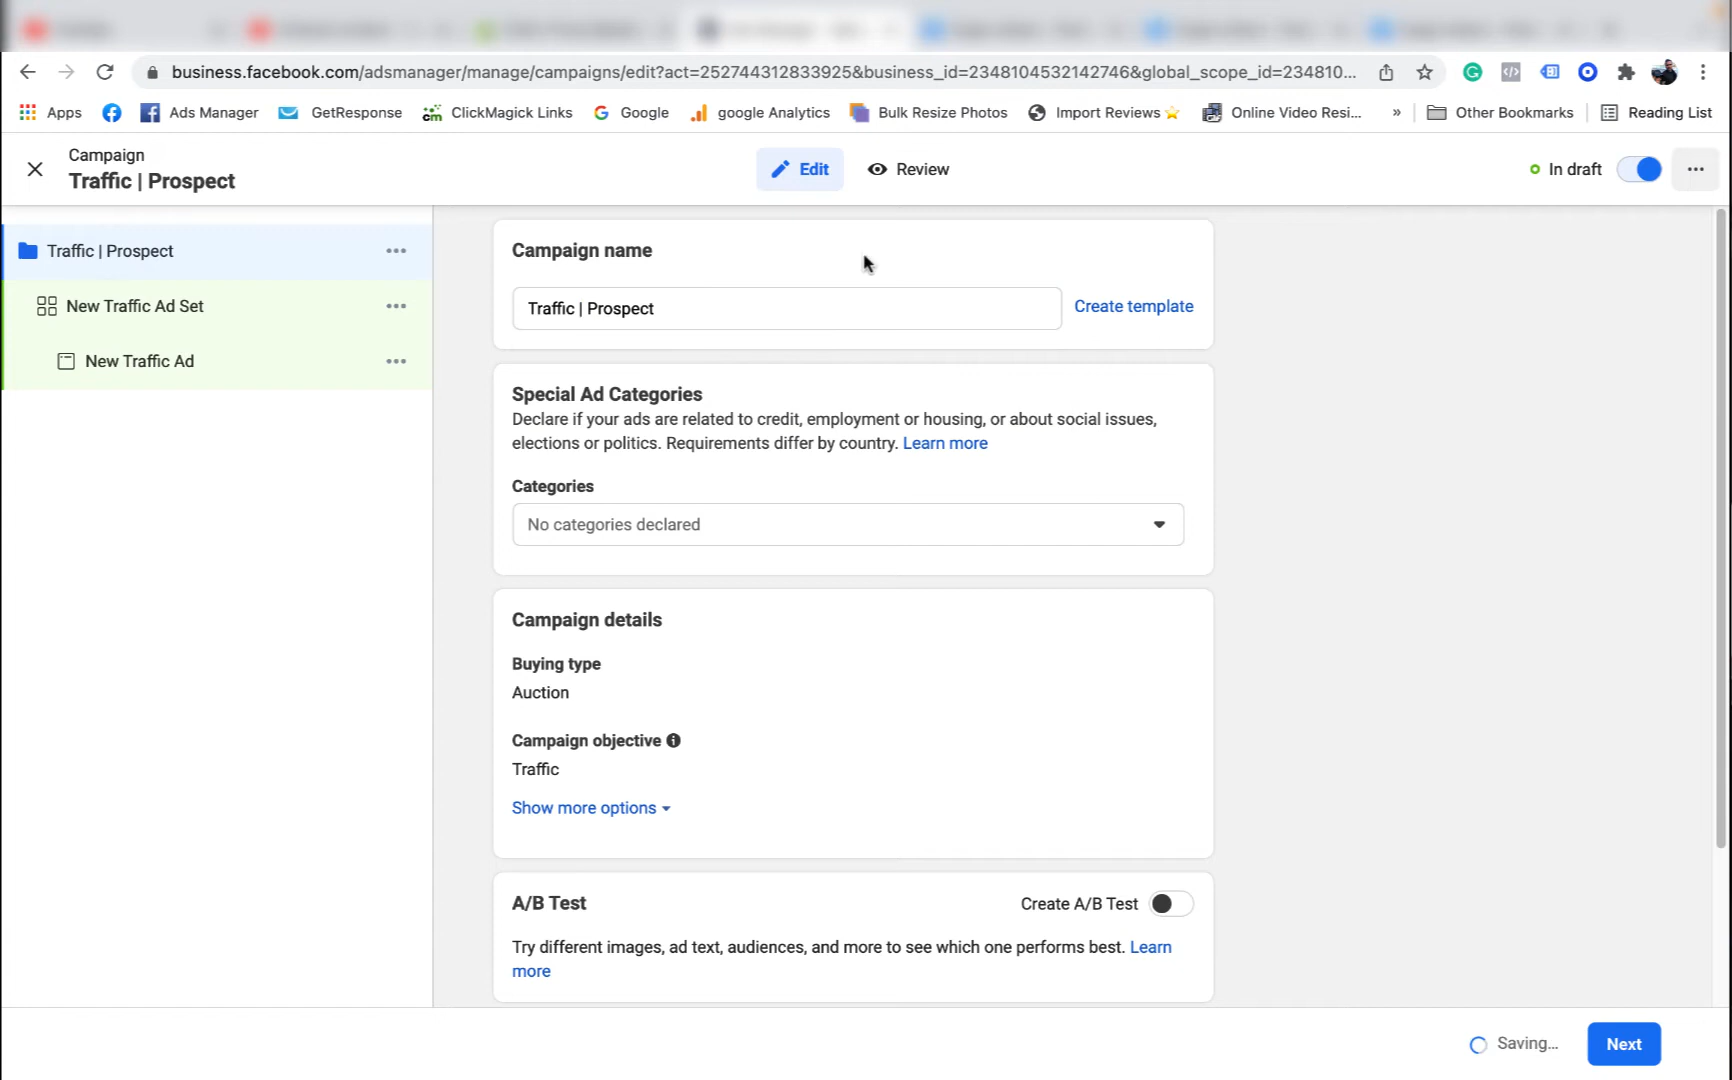 business.facebook.com/adsmanager/manage/campaigns/edit?act=252744312833925&business_id=2348104532142746&global_scope_id=234810...
Apps Ads Manager GetResponse cm ClickMagick Links Google google Analytics Bulk Resize Photos Import Reviews Online Video Resi... » Other Bookmarks Reading List
Campaign
Traffic | Prospect
Edit Review
In draft
Traffic | Prospect
New Traffic Ad Set
New Traffic Ad
Campaign name
Traffic | Prospect
Create template
Special Ad Categories
Declare if your ads are related to credit, employment or housing, or about social issues,
elections or politics. Requirements differ by country. Learn more
Categories
No categories declared
Campaign details
Buying type
Auction
Campaign objective
Traffic
Show more options
A/B Test
Create A/B Test
Try different images, ad text, audiences, and more to see which one performs best. Learn
more
Saving...
Next